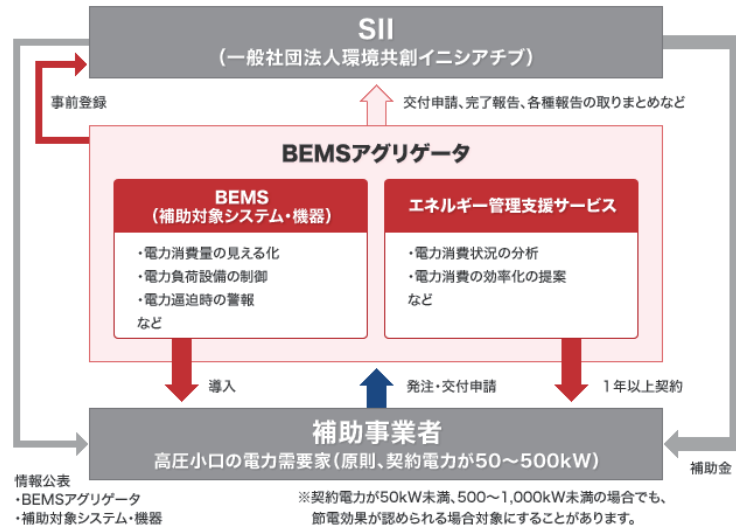 SII
（一般社団法人環境共創イニシアチブ）
事前登録
交付申請、完了報告、各種報告の取りまとめなど
BEMSアグリゲータ
BEMS
（補助対象システム・機器）
・電力消費量の見える化
・電力負荷設備の制御
・電力逼迫時の警報
など
エネルギー管理支援サービス
・電力消費状況の分析
・電力消費の効率化の提案
など
導入
発注・交付申請
1年以上契約
補助事業者
高圧小口の電力需要家（原則、契約電力が50～500kW）
補助金
情報公表
・BEMSアグリゲータ
・補助対象システム・機器
※契約電力が50kW未満、500～1,000kW未満の場合でも、
節電効果が認められる場合対象にすることがあります。